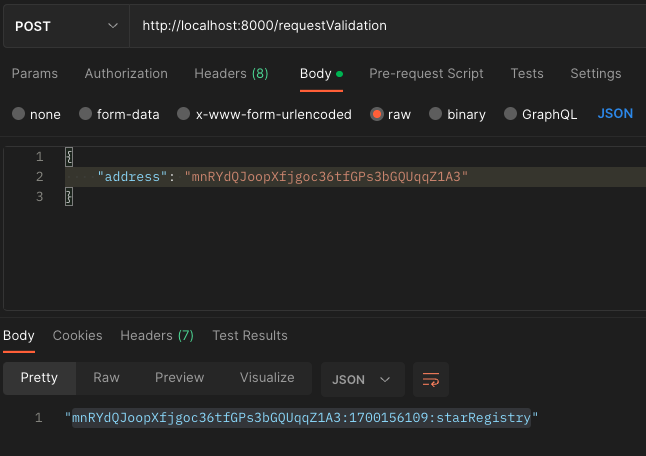 POST http://localhost:8000/requestValidation
Params Authorization Headers (8) Body Pre-request Script Tests Settings
none form-data x-www-form-urlencoded raw binary GraphQL JSON
1 {
2 "address": "mnRYdQJoopXfjgoc36tfGPs3bGQUqqZ1A3"
3 }
Body Cookies Headers (7) Test Results
Pretty Raw Preview Visualize JSON
1 "mnRYdQJoopXfjgoc36tfGPs3bGQUqqZ1A3:1700156109:starRegistry"